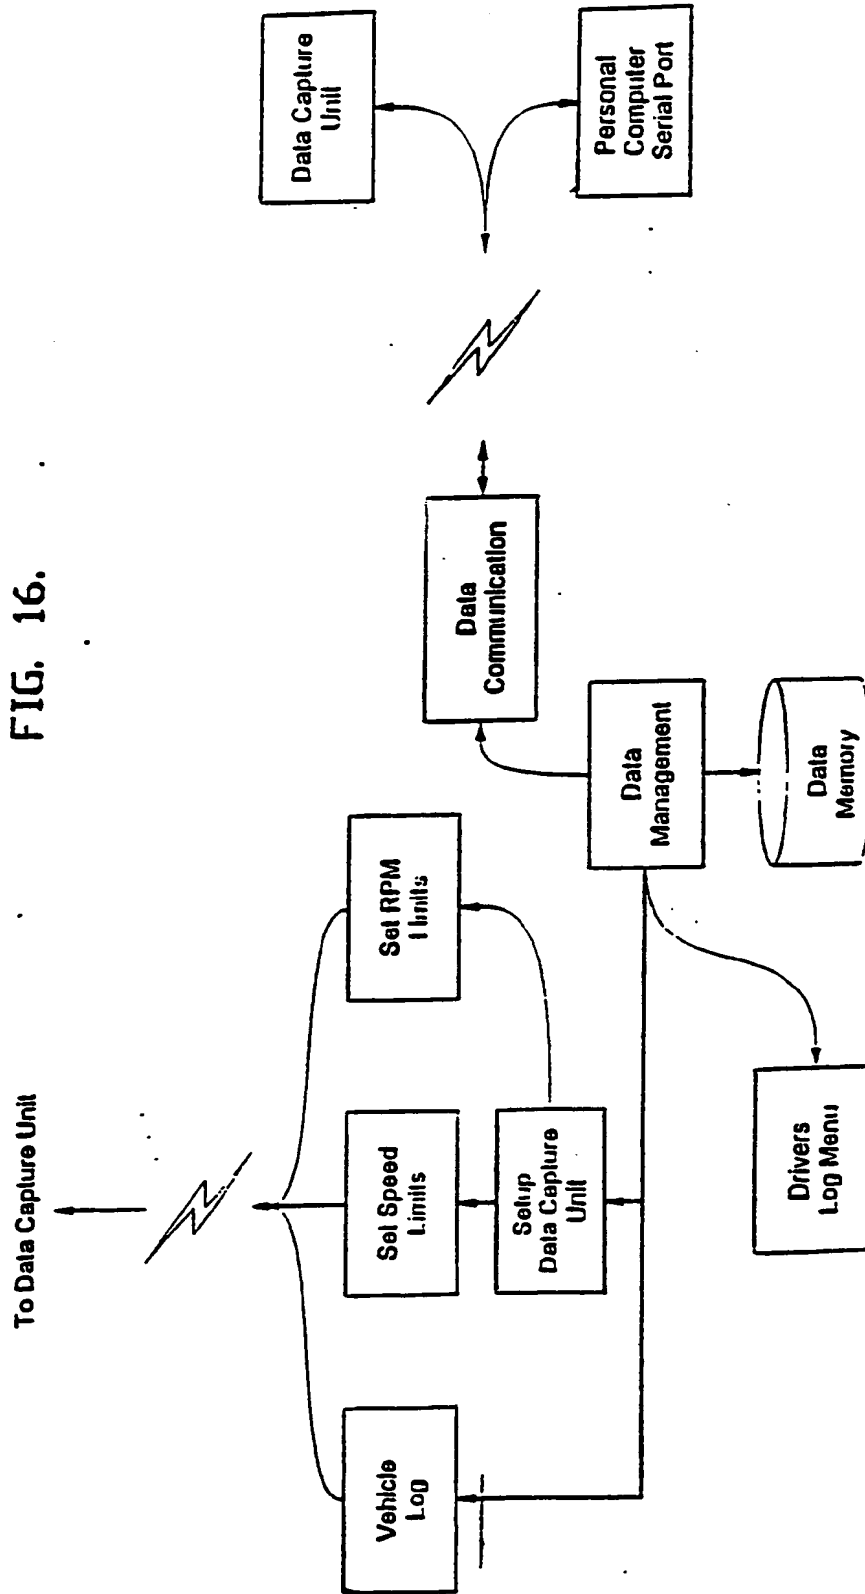 FIG. 16.
To Data Capture Unit
Vehicle
Log
Set Speed
Limits
Set RPM
Limits
Setup
Data Capture
Unit
Data
Communication
Data Capture
Unit
Personal
Computer
Serial Port
Data
Management
Drivers
Log Menu
Data
Memory